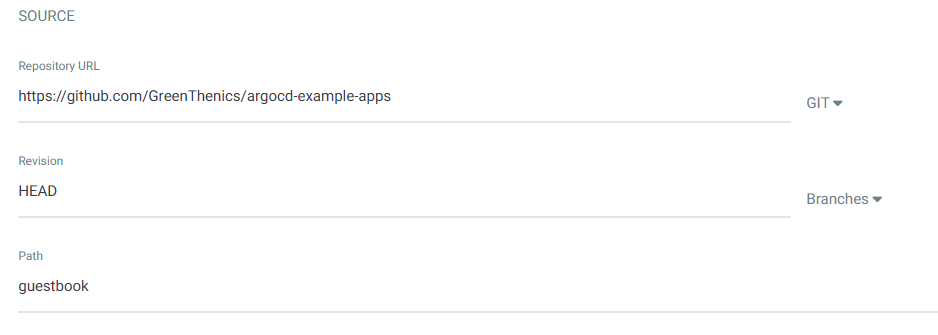 SOURCE
Repository URL
https://github.com/GreenThenics/argocd-example-apps
GIT
Revision
HEAD
Branches
Path
guestbook